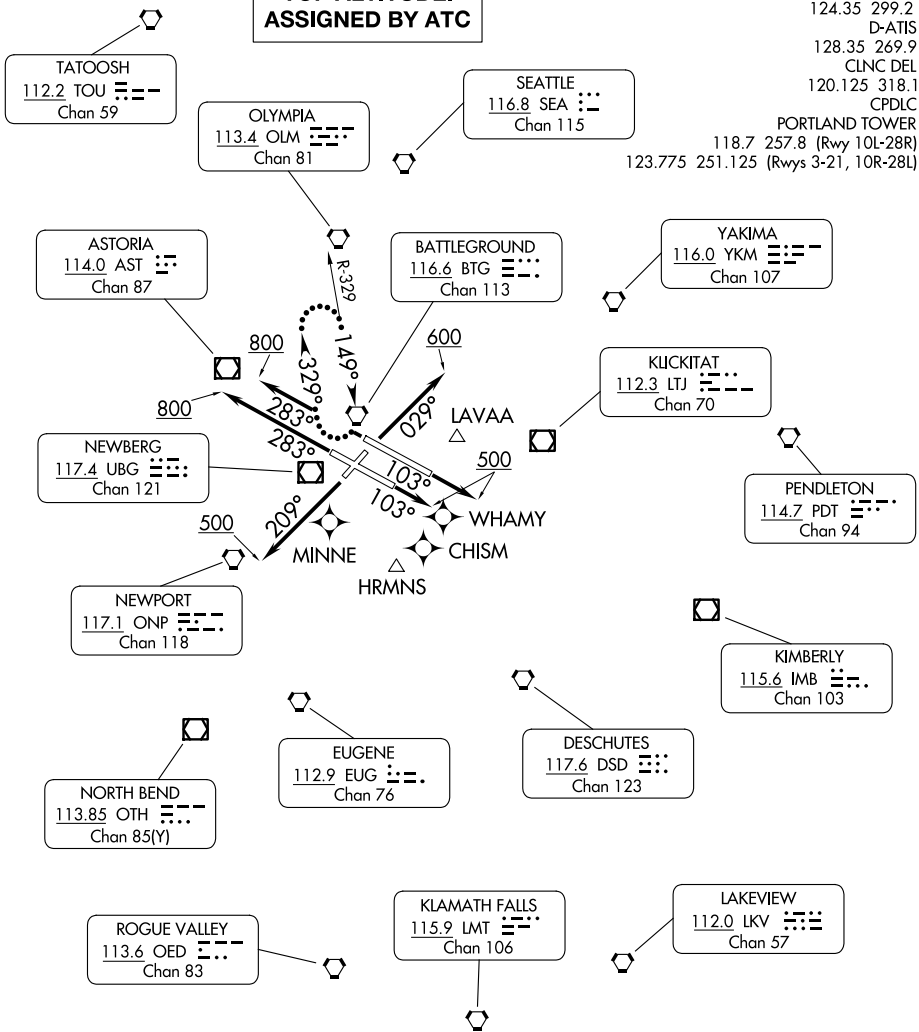 ASSIGNED BY ATC
124.35 299.2
D-ATIS
128.35 269.9
CLNC DEL
120.125 318.1
CPDLC
PORTLAND TOWER
118.7 257.8 (Rwy 10L-28R)
123.775 251.125 (Rwys 3-21, 10R-28L)
TATOOSH
112.2 TOU
Chan 59
SEATTLE
116.8 SEA
Chan 115
OLYMPIA
113.4 OLM
Chan 81
ASTORIA
114.0 AST
Chan 87
BATTLEGROUND
116.6 BTG
Chan 113
YAKIMA
116.0 YKM
Chan 107
R-329
149°
329°
800
800
283°
283°
600
029°
LAVAA
KLICKITAT
112.3 LTJ
Chan 70
NEWBERG
117.4 UBG
Chan 121
103°
103°
500
WHAMY
CHISM
209°
500
MINNE
HRMNS
PENDLETON
114.7 PDT
Chan 94
NEWPORT
117.1 ONP
Chan 118
KIMBERLY
115.6 IMB
Chan 103
NORTH BEND
113.85 OTH
Chan 85(Y)
EUGENE
112.9 EUG
Chan 76
DESCHUTES
117.6 DSD
Chan 123
ROGUE VALLEY
113.6 OED
Chan 83
KLAMATH FALLS
115.9 LMT
Chan 106
LAKEVIEW
112.0 LKV
Chan 57